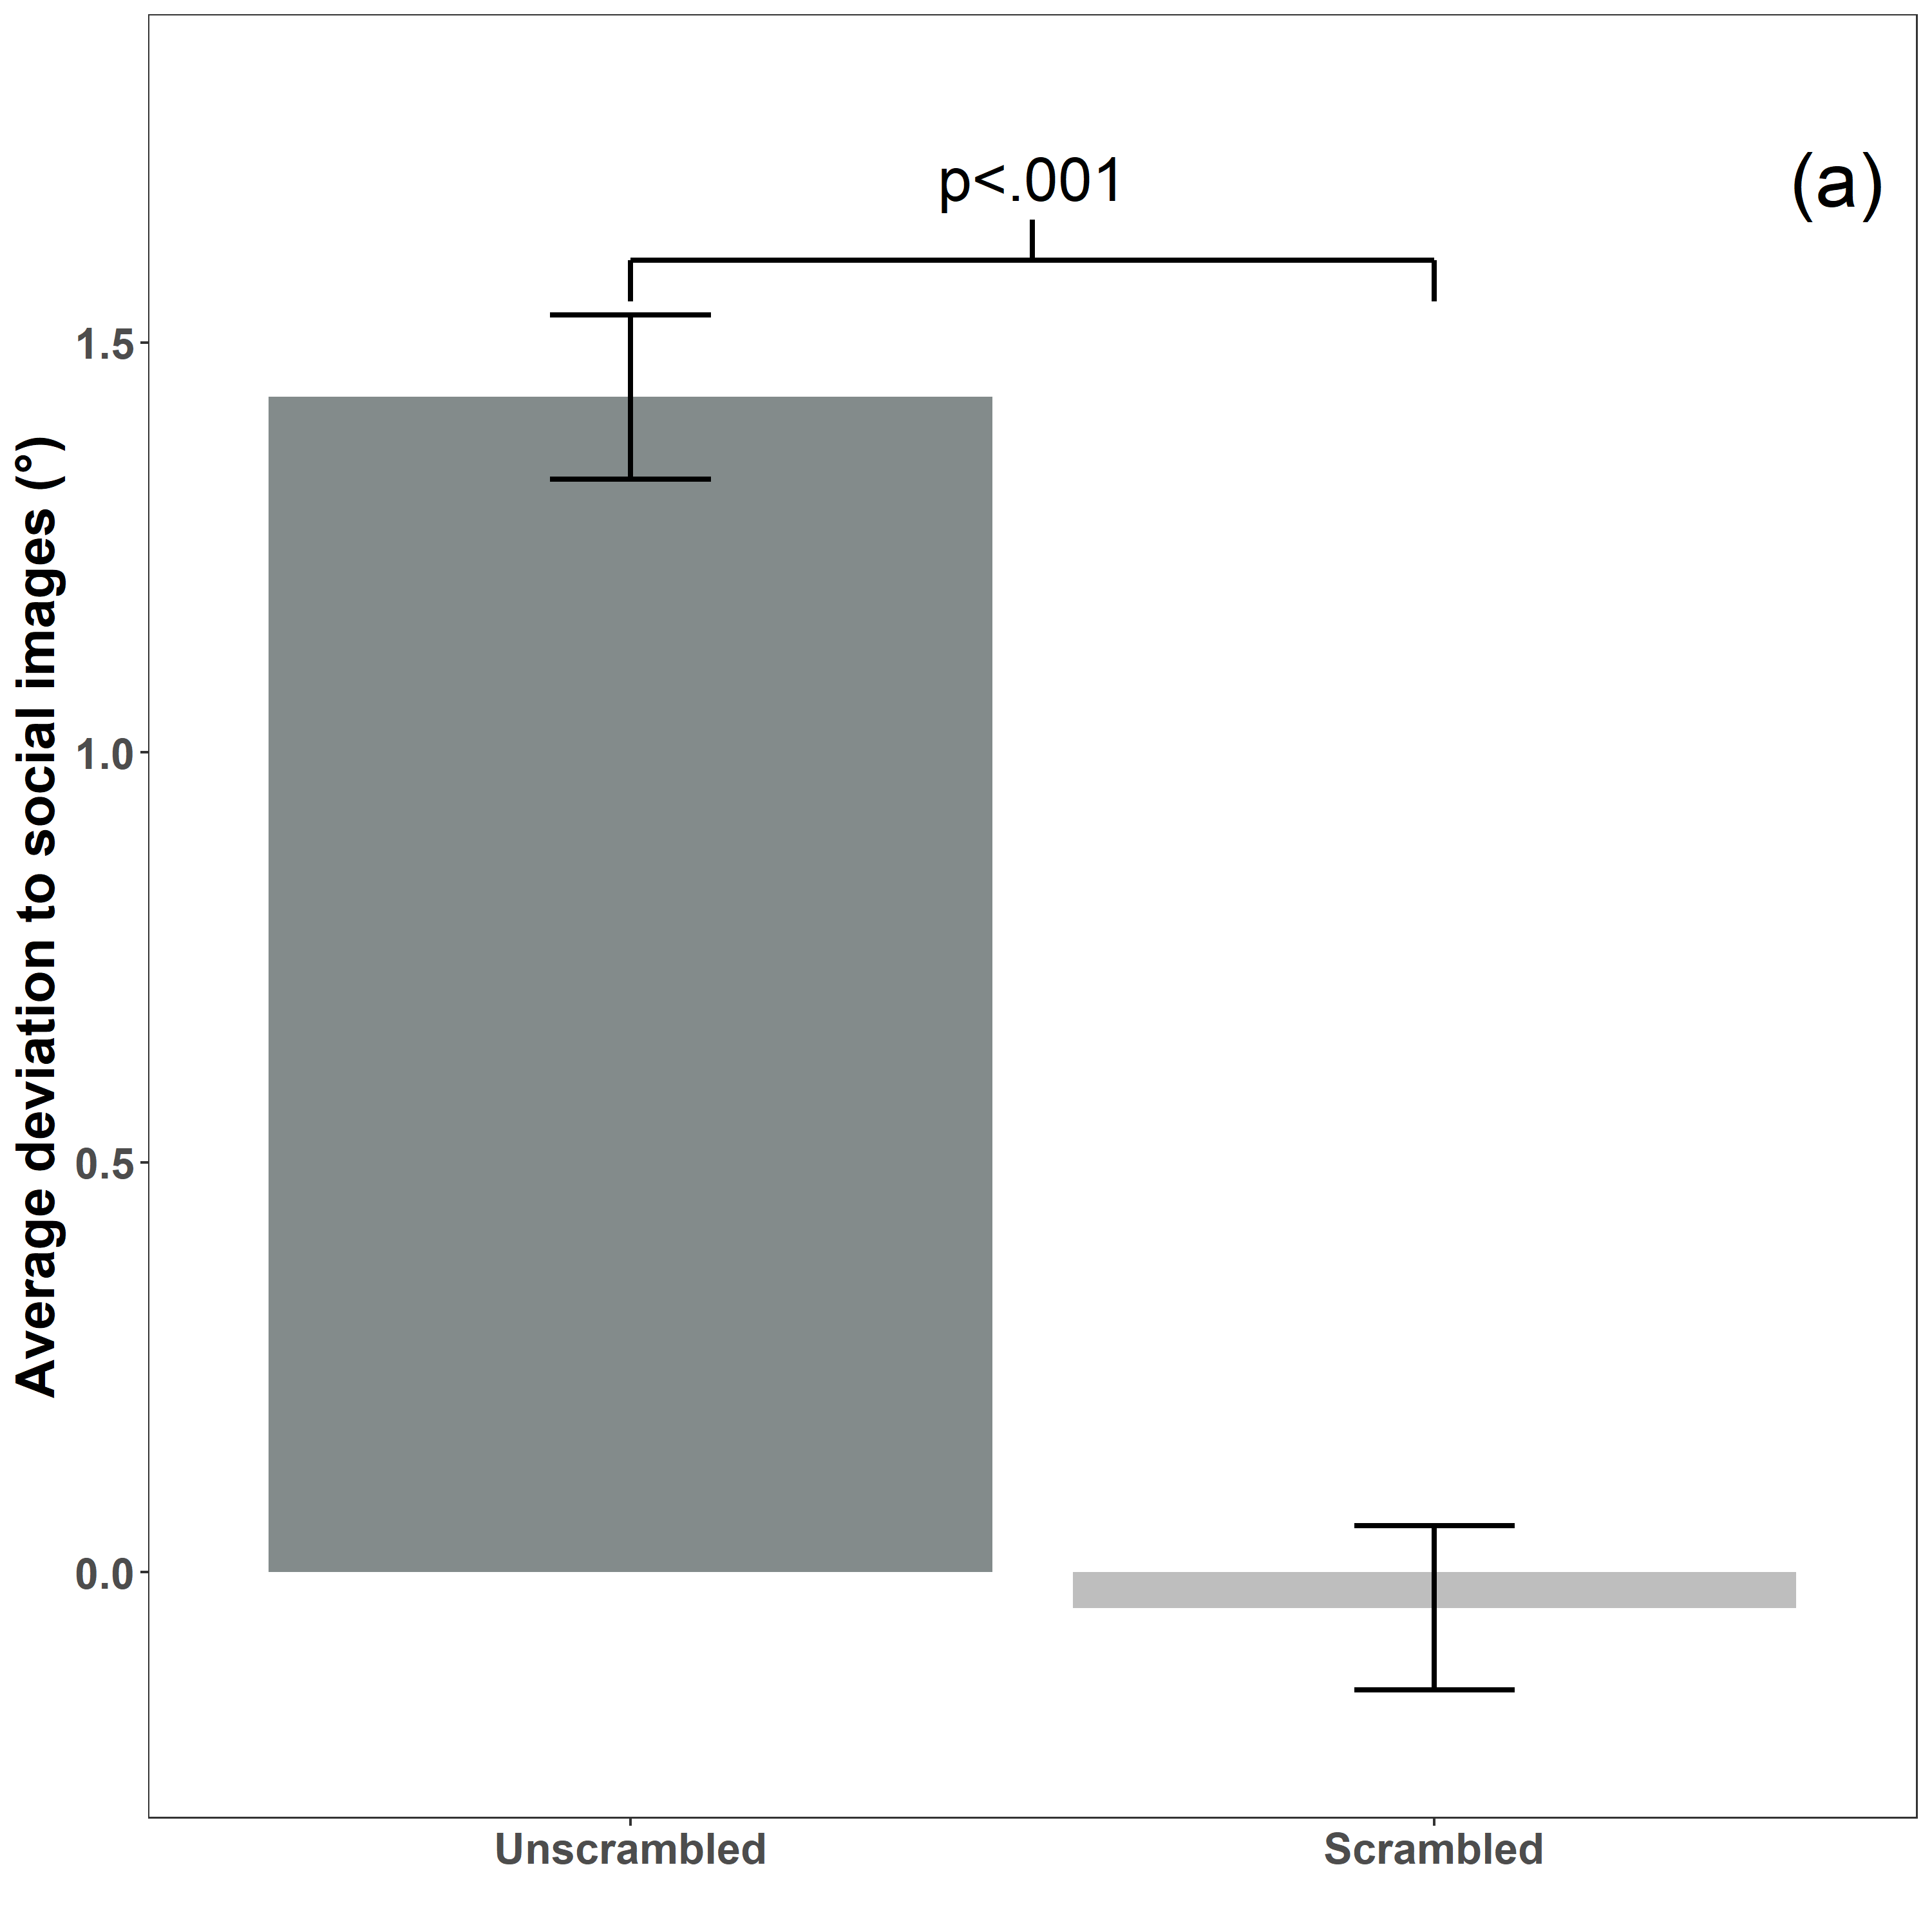 p<.001
(a)
Average deviation to social images (°)
1.5
1.0
0.5
0.0
Unscrambled
Scrambled